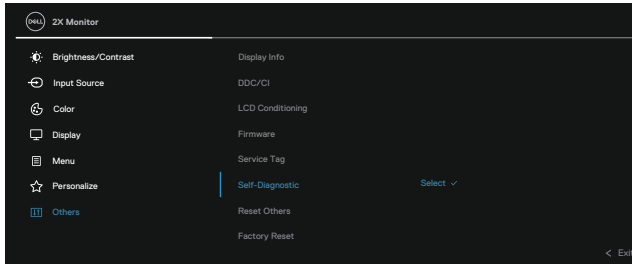 DELL 2X Monitor
Brightness/Contrast
Input Source
Color
Display
Menu
Personalize
Others
Display Info
DDC/CI
LCD Conditioning
Firmware
Service Tag
Self-Diagnostic Select
Reset Others
Factory Reset
Exit